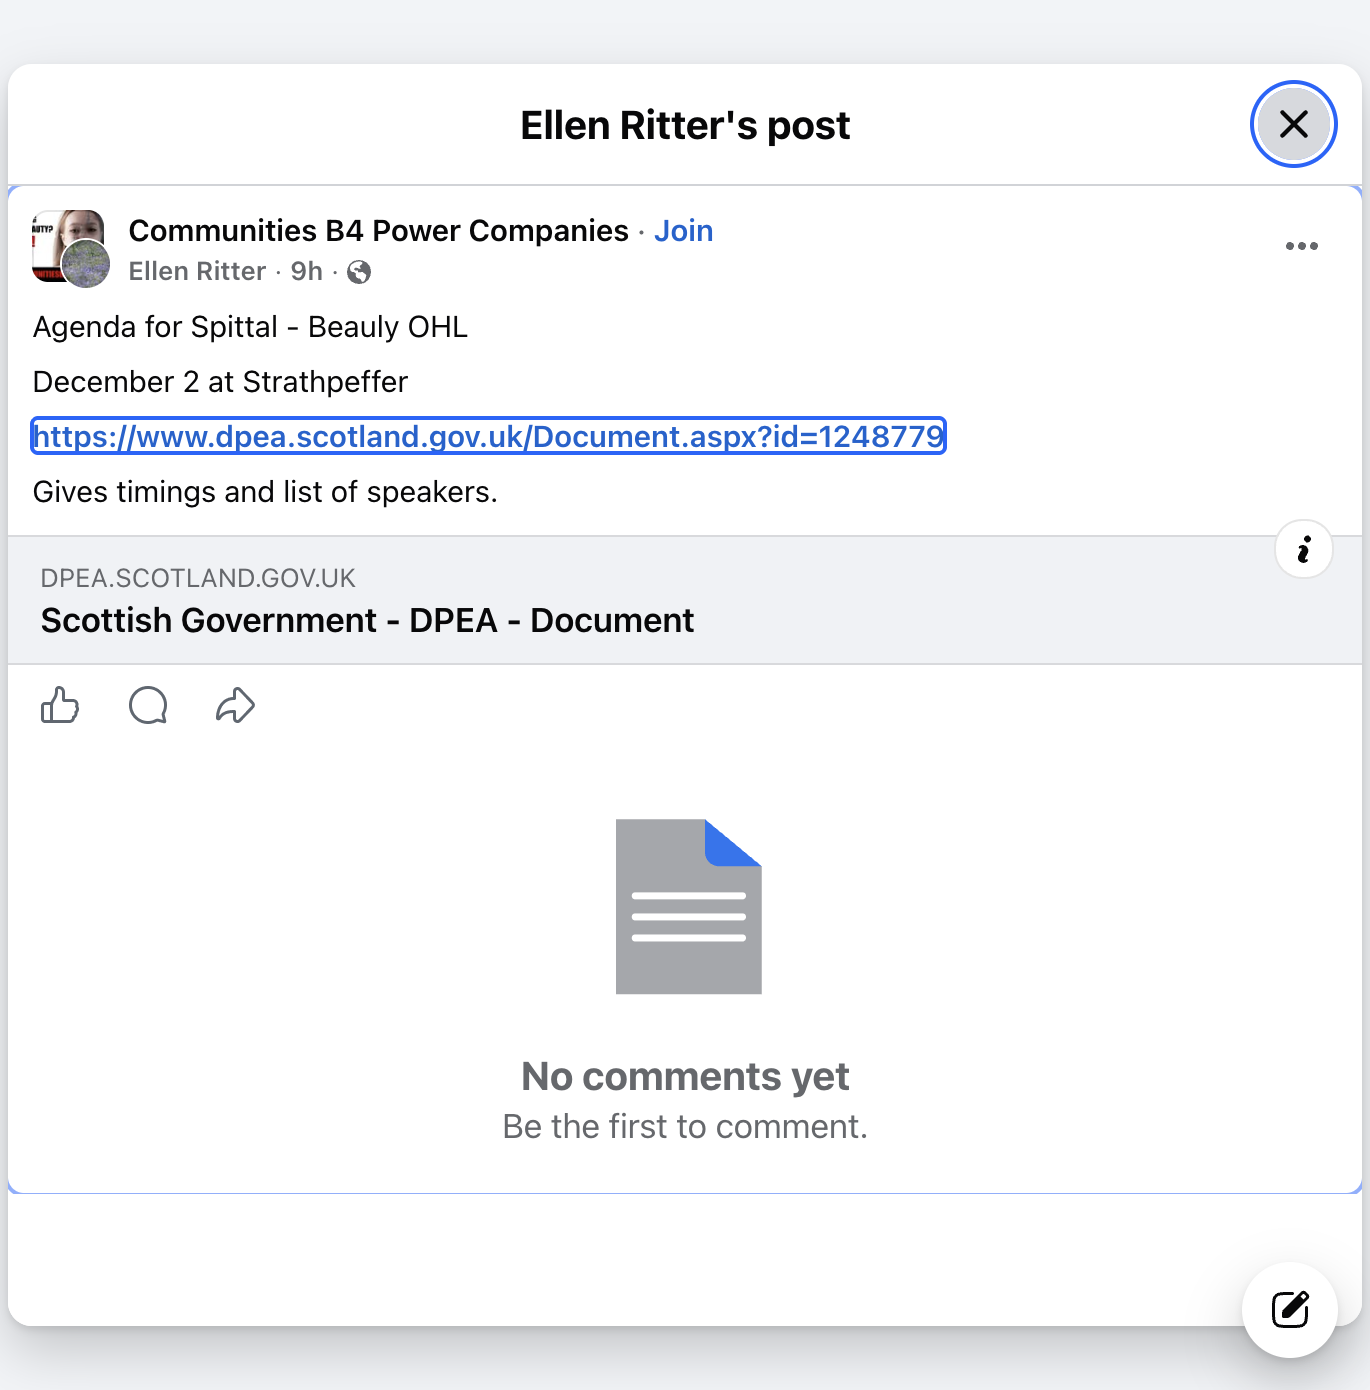 Ellen Ritter's post
Communities B4 Power Companies · Join
Ellen Ritter · 9h ·
Agenda for Spittal - Beauly OHL
December 2 at Strathpeffer
https://www.dpea.scotland.gov.uk/Document.aspx?id=1248779
Gives timings and list of speakers.
DPEA.SCOTLAND.GOV.UK
Scottish Government - DPEA - Document
No comments yet
Be the first to comment.